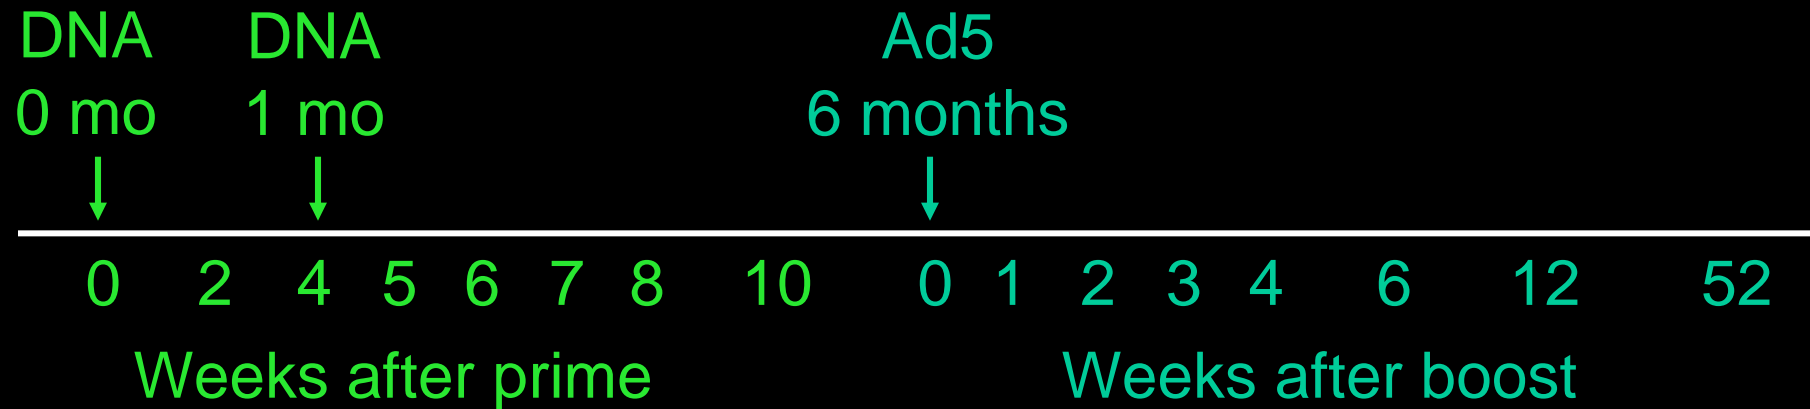 DNA DNA Ad5
0 mo 1 mo 6 months
0 2 4 5 6 7 8 10 0 1 2 3 4 6 12 52
Weeks after prime Weeks after boost